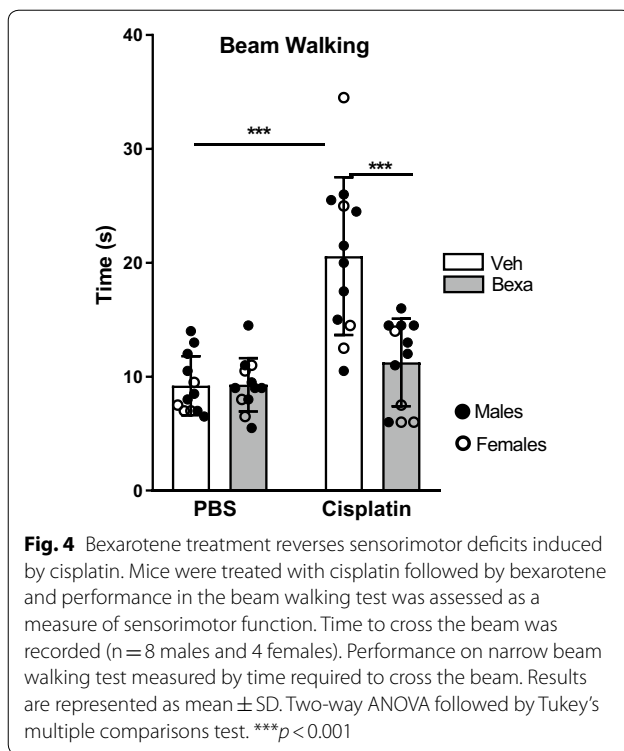 Beam Walking
40
30
20
10
0
Time (s)
***
***
Veh
Bexa
Males
Females
PBS
Cisplatin
Fig. 4 Bexarotene treatment reverses sensorimotor deficits induced
by cisplatin. Mice were treated with cisplatin followed by bexarotene
and performance in the beam walking test was assessed as a
measure of sensorimotor function. Time to cross the beam was
recorded (n = 8 males and 4 females). Performance on narrow beam
walking test measured by time required to cross the beam. Results
are represented as mean ± SD. Two-way ANOVA followed by Tukey's
multiple comparisons test. ***p < 0.001